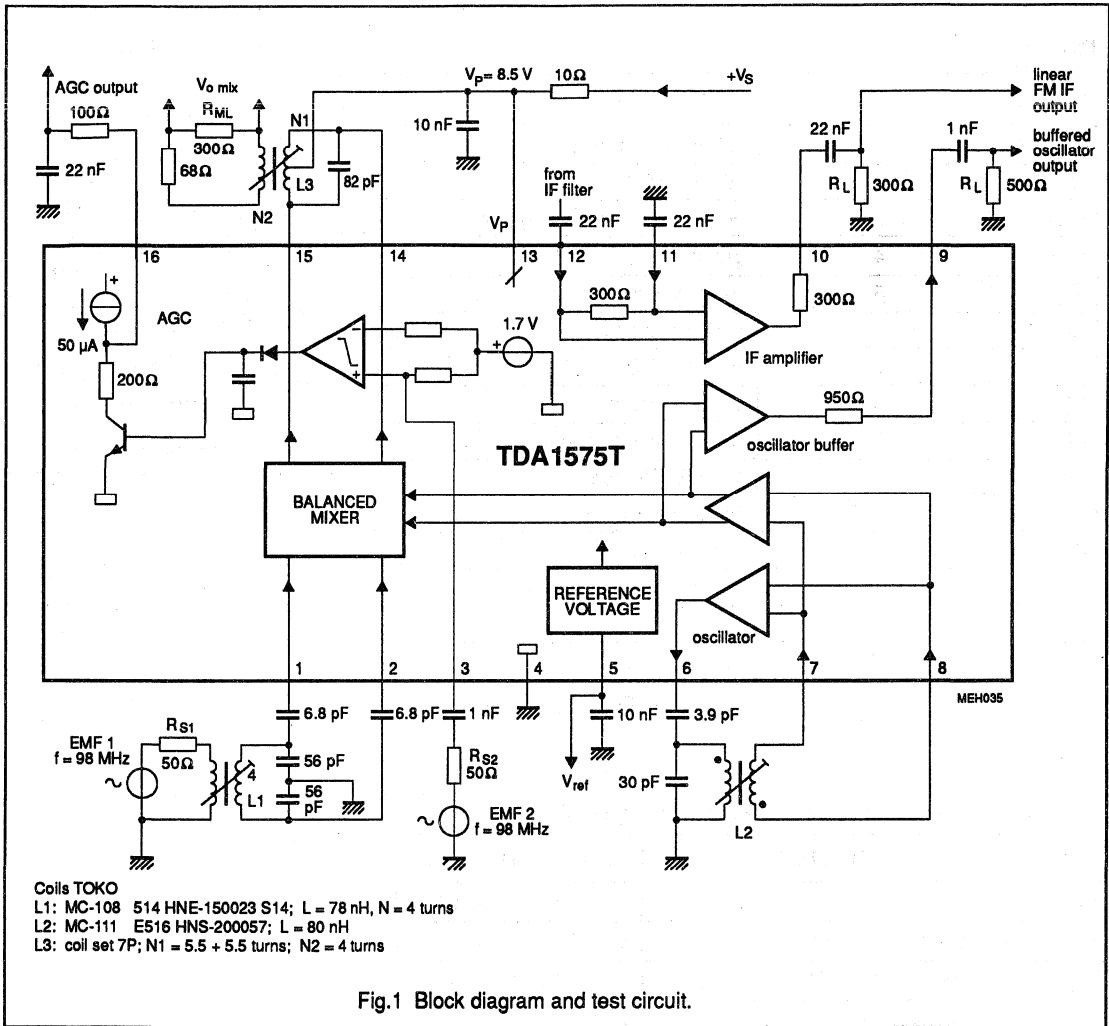 AGC output
100Ω
22 nF
V₀ mix
R_ML
300Ω
68Ω
N1
L3
N2
82 pF
V_P = 8.5 V
10Ω
+V_S
10 nF
V_P
from
IF filter
22 nF
22 nF
22 nF
R_L
300Ω
1 nF
R_L
500Ω
linear
FM IF
output
buffered
oscillator
output
16
15
14
13
12
11
10
9
+
50 µA
AGC
200Ω
−
+
1.7 V
+
300Ω
IF amplifier
300Ω
950Ω
oscillator buffer
TDA1575T
BALANCED
MIXER
REFERENCE
VOLTAGE
oscillator
1
2
3
4
5
6
7
8
MEH035
EMF 1
f = 98 MHz
~
R_S1
50Ω
4
L1
6.8 pF
56 pF
56
pF
6.8 pF
1 nF
R_S2
50Ω
~
EMF 2
f = 98 MHz
V_ref
10 nF
3.9 pF
30 pF
L2
Coils TOKO
L1: MC-108 514 HNE-150023 S14; L = 78 nH, N = 4 turns
L2: MC-111 E516 HNS-200057; L = 80 nH
L3: coil set 7P; N1 = 5.5 + 5.5 turns; N2 = 4 turns
Fig.1 Block diagram and test circuit.